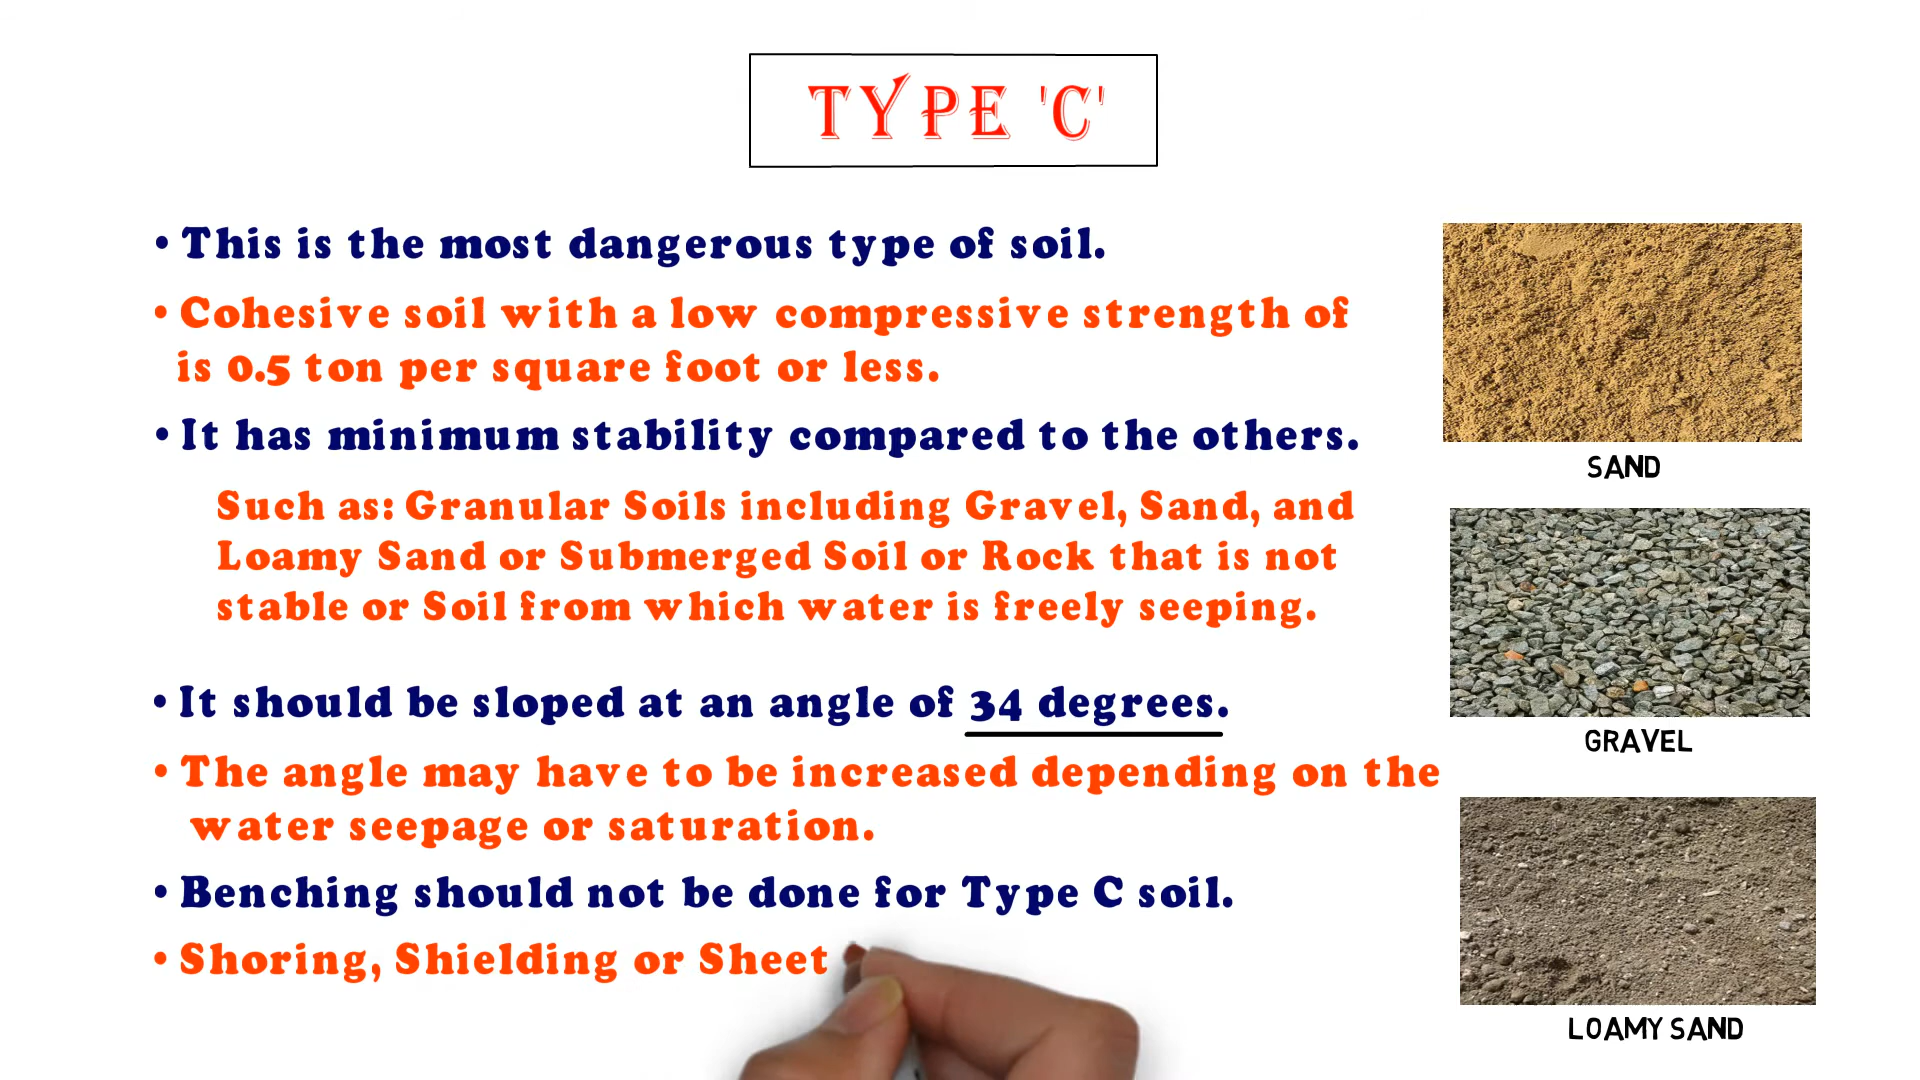 TYPE 'C'
• This is the most dangerous type of soil.
• Cohesive soil with a low compressive strength of
is 0.5 ton per square foot or less.
• It has minimum stability compared to the others.
Such as: Granular Soils including Gravel, Sand, and
Loamy Sand or Submerged Soil or Rock that is not
stable or Soil from which water is freely seeping.
• It should be sloped at an angle of 34 degrees.
• The angle may have to be increased depending on the
water seepage or saturation.
• Benching should not be done for Type C soil.
• Shoring, Shielding or Sheet
SAND
GRAVEL
LOAMY SAND